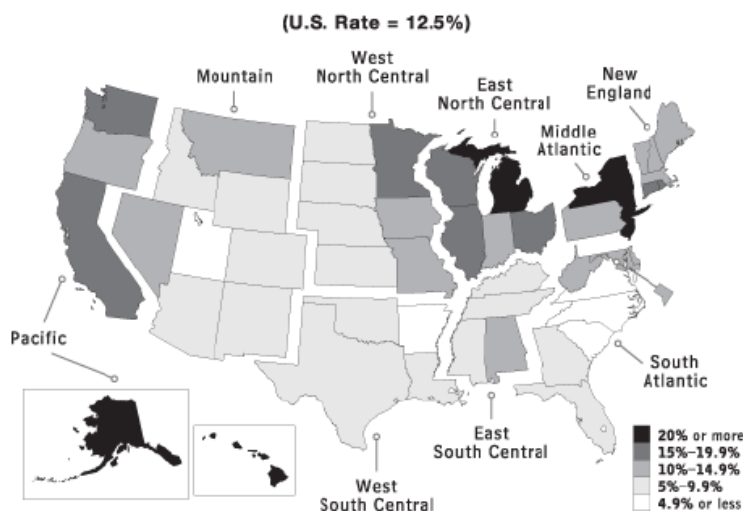 (U.S. Rate = 12.5%)
West
North Central
Mountain
East
North Central
New
England
Middle
Atlantic
Pacific
South
Atlantic
East
South Central
West
South Central
20% or more
15%–19.9%
10%–14.9%
5%–9.9%
4.9% or less